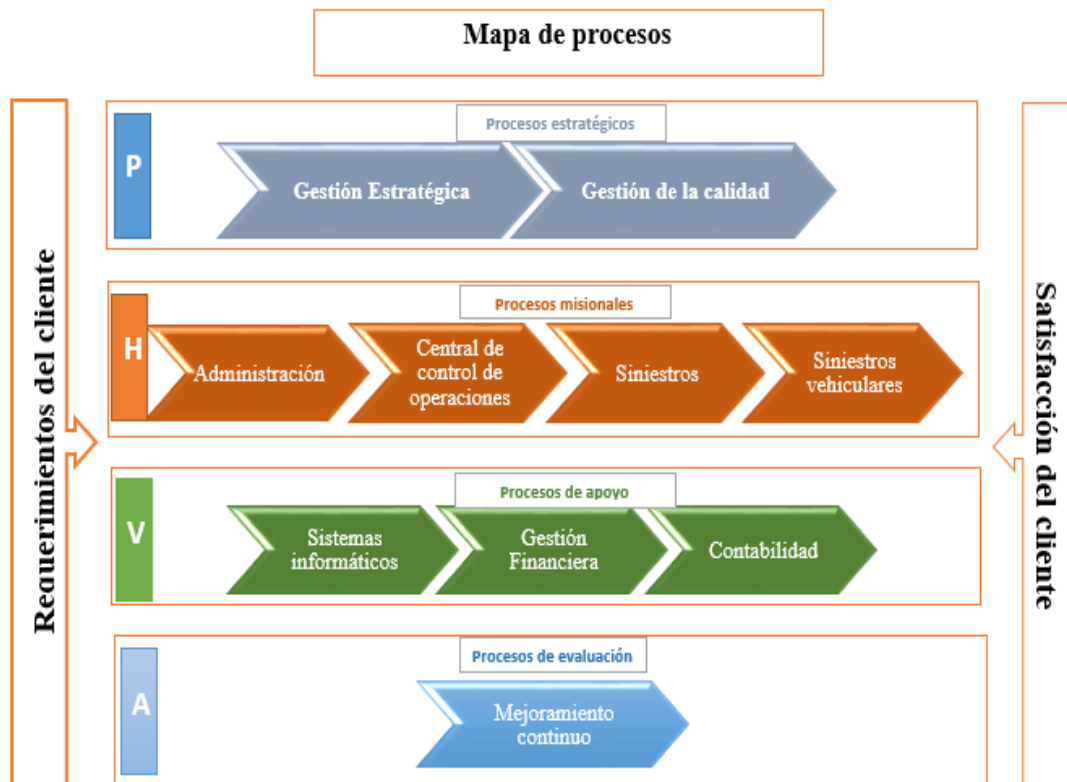 Mapa de procesos
Requerimientos del cliente
P
Procesos estratégicos
Gestión Estratégica
Gestión de la calidad
H
Procesos misionales
Administración
Central de
control de
operaciones
Siniestros
Siniestros
vehiculares
V
Procesos de apoyo
Sistemas
informáticos
Gestión
Financiera
Contabilidad
A
Procesos de evaluación
Mejoramiento
continuo
Satisfacción del cliente